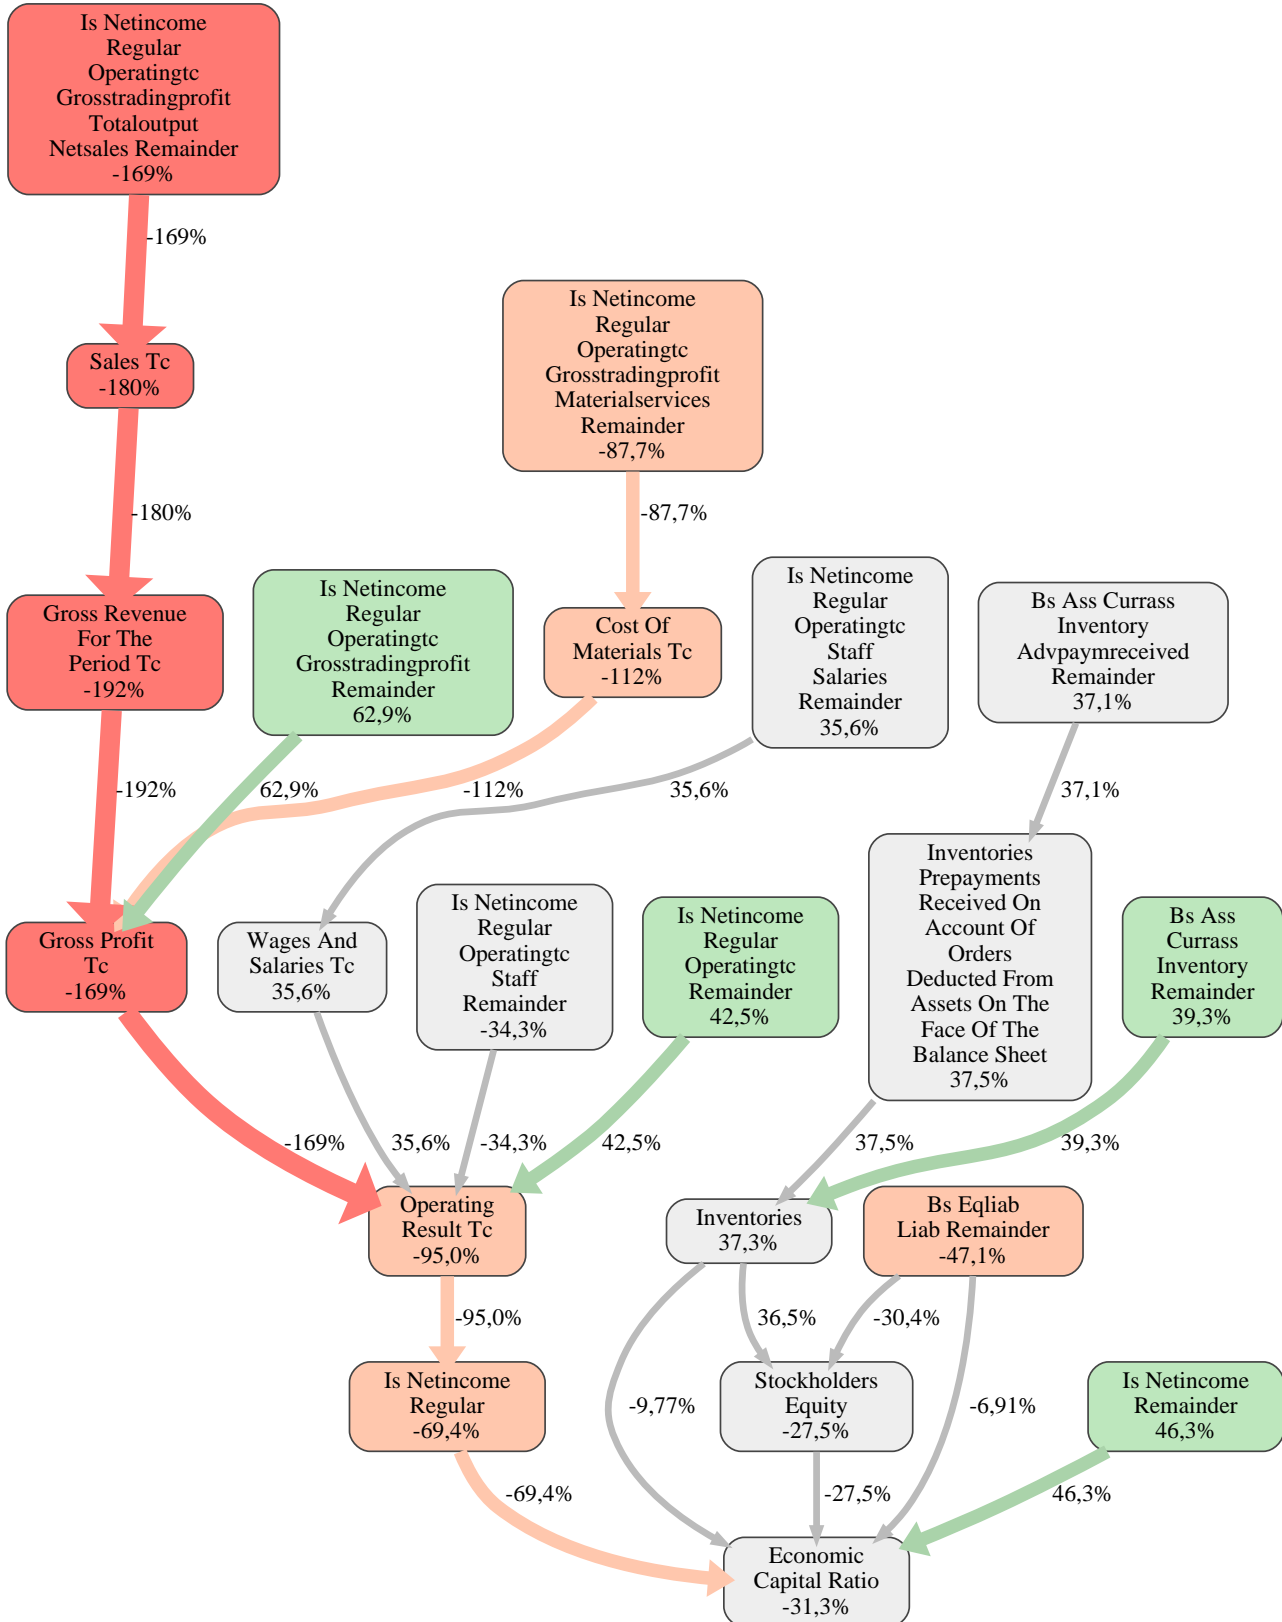 Is Netincome
Regular
Operatingtc
Grosstradingprofit
Totaloutput
Netsales Remainder
-169%
-169%
Sales Tc
-180%
-180%
Is Netincome
Regular
Operatingtc
Grosstradingprofit
Materialservices
Remainder
-87,7%
-87,7%
Gross Revenue
For The
Period Tc
-192%
Is Netincome
Regular
Operatingtc
Grosstradingprofit
Remainder
62,9%
Cost Of
Materials Tc
-112%
Is Netincome
Regular
Operatingtc
Staff
Salaries
Remainder
35,6%
Bs Ass Currass
Inventory
Advpaymreceived
Remainder
37,1%
-192%
62,9%
-112%
35,6%
37,1%
Gross Profit
Tc
-169%
Wages And
Salaries Tc
35,6%
Is Netincome
Regular
Operatingtc
Staff
Remainder
-34,3%
Is Netincome
Regular
Operatingtc
Remainder
42,5%
Inventories
Prepayments
Received On
Account Of
Orders
Deducted From
Assets On The
Face Of The
Balance Sheet
37,5%
Bs Ass
Currass
Inventory
Remainder
39,3%
-169%
35,6%
-34,3%
42,5%
37,5%
39,3%
Operating
Result Tc
-95,0%
Inventories
37,3%
Bs Eqliab
Liab Remainder
-47,1%
-95,0%
36,5%
-30,4%
Is Netincome
Regular
-69,4%
-9,77%
Stockholders
Equity
-27,5%
-6,91%
Is Netincome
Remainder
46,3%
-69,4%
-27,5%
46,3%
Economic
Capital Ratio
-31,3%